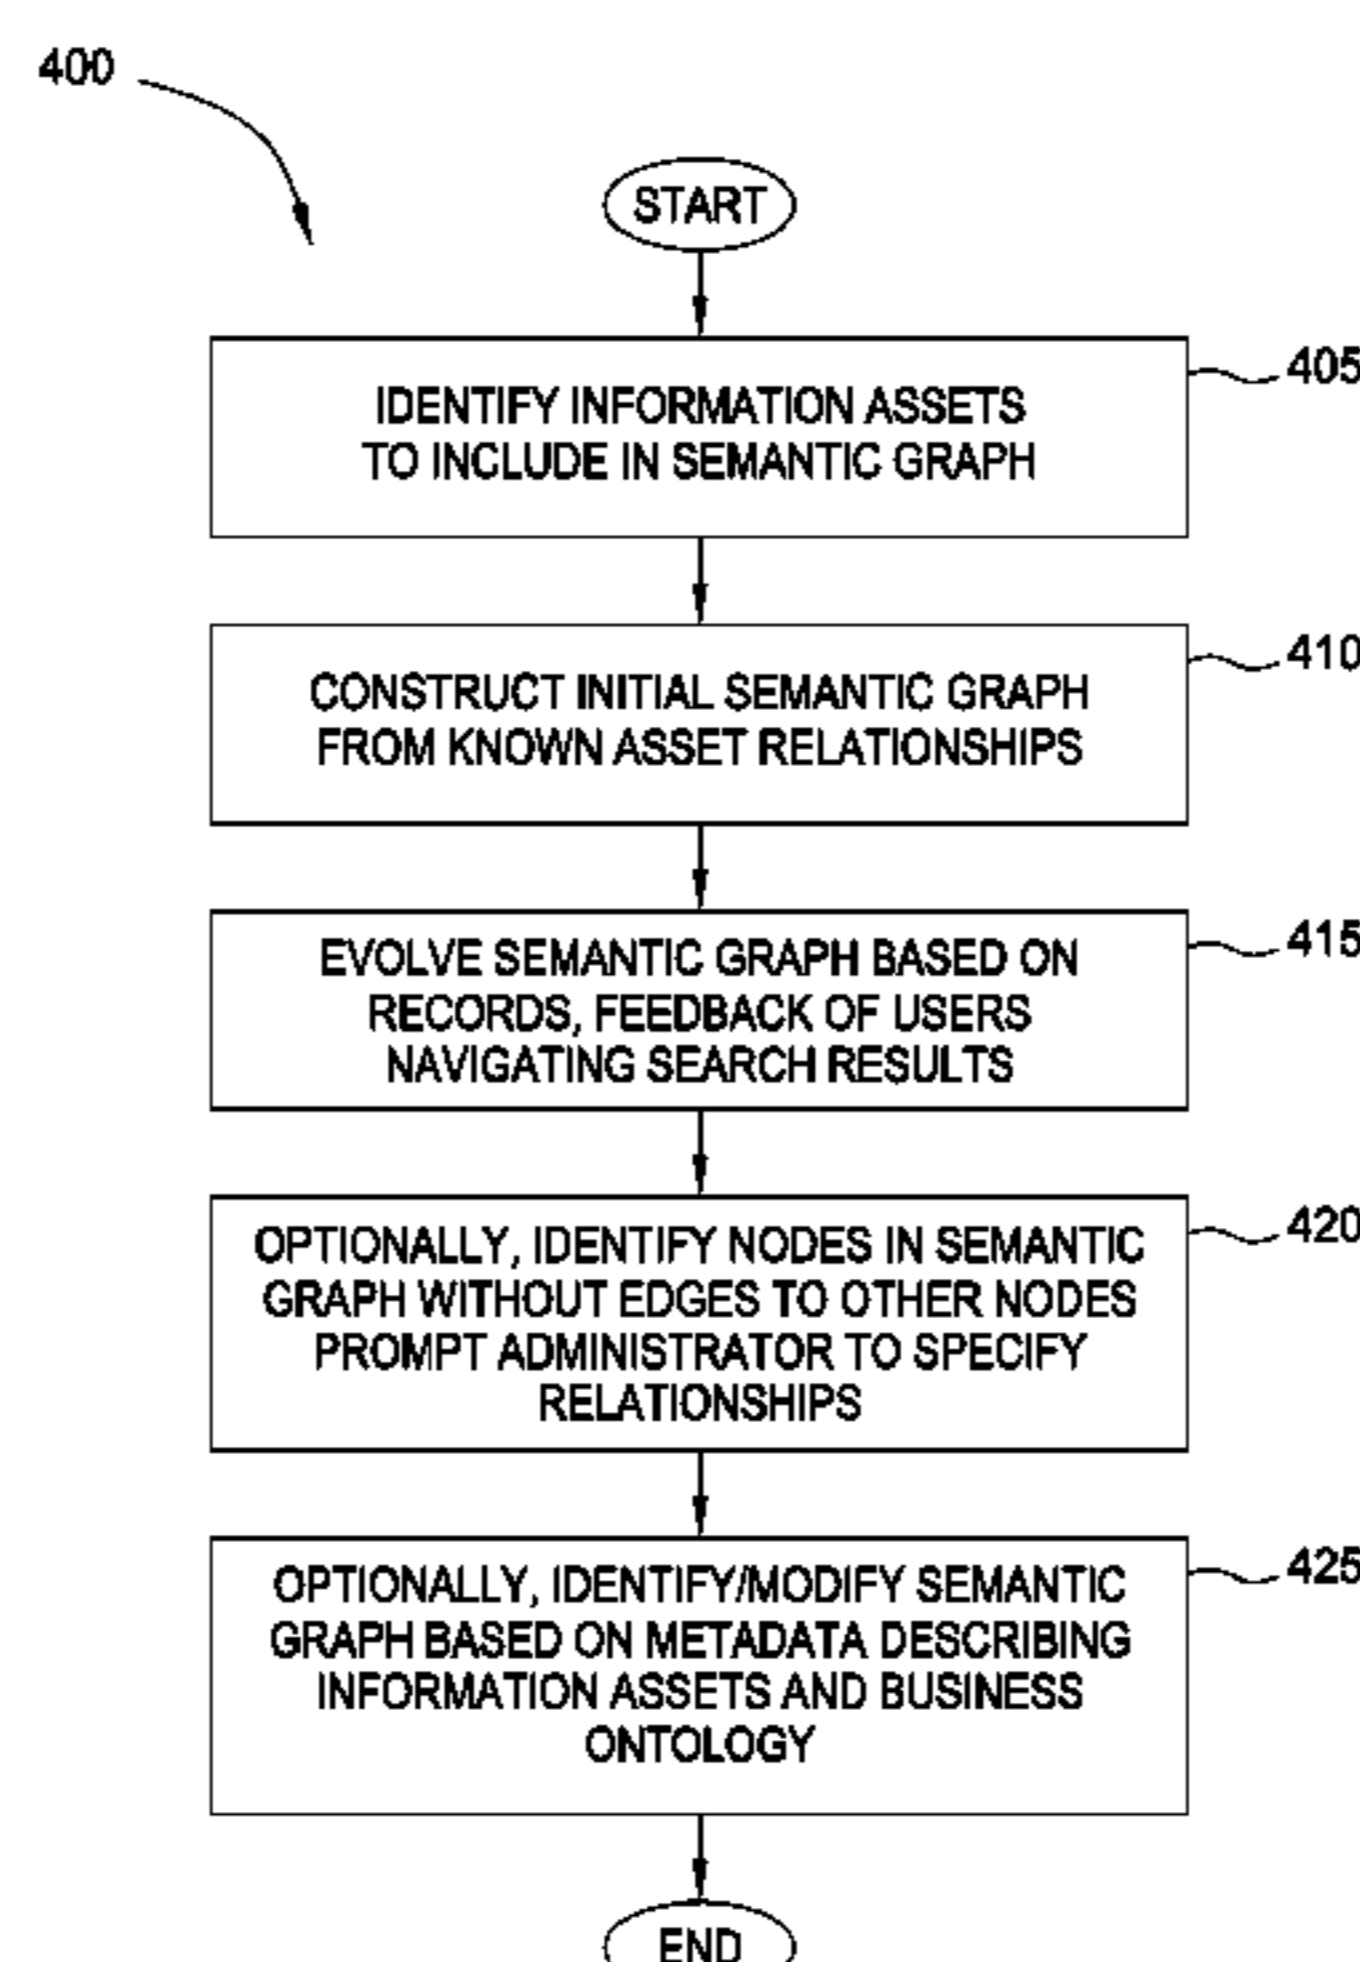 400
START
IDENTIFY INFORMATION ASSETS
TO INCLUDE IN SEMANTIC GRAPH
405
CONSTRUCT INITIAL SEMANTIC GRAPH
FROM KNOWN ASSET RELATIONSHIPS
410
EVOLVE SEMANTIC GRAPH BASED ON
RECORDS, FEEDBACK OF USERS
NAVIGATING SEARCH RESULTS
415
OPTIONALLY, IDENTIFY NODES IN SEMANTIC
GRAPH WITHOUT EDGES TO OTHER NODES
PROMPT ADMINISTRATOR TO SPECIFY
RELATIONSHIPS
420
OPTIONALLY, IDENTIFY/MODIFY SEMANTIC
GRAPH BASED ON METADATA DESCRIBING
INFORMATION ASSETS AND BUSINESS
ONTOLOGY
425
END